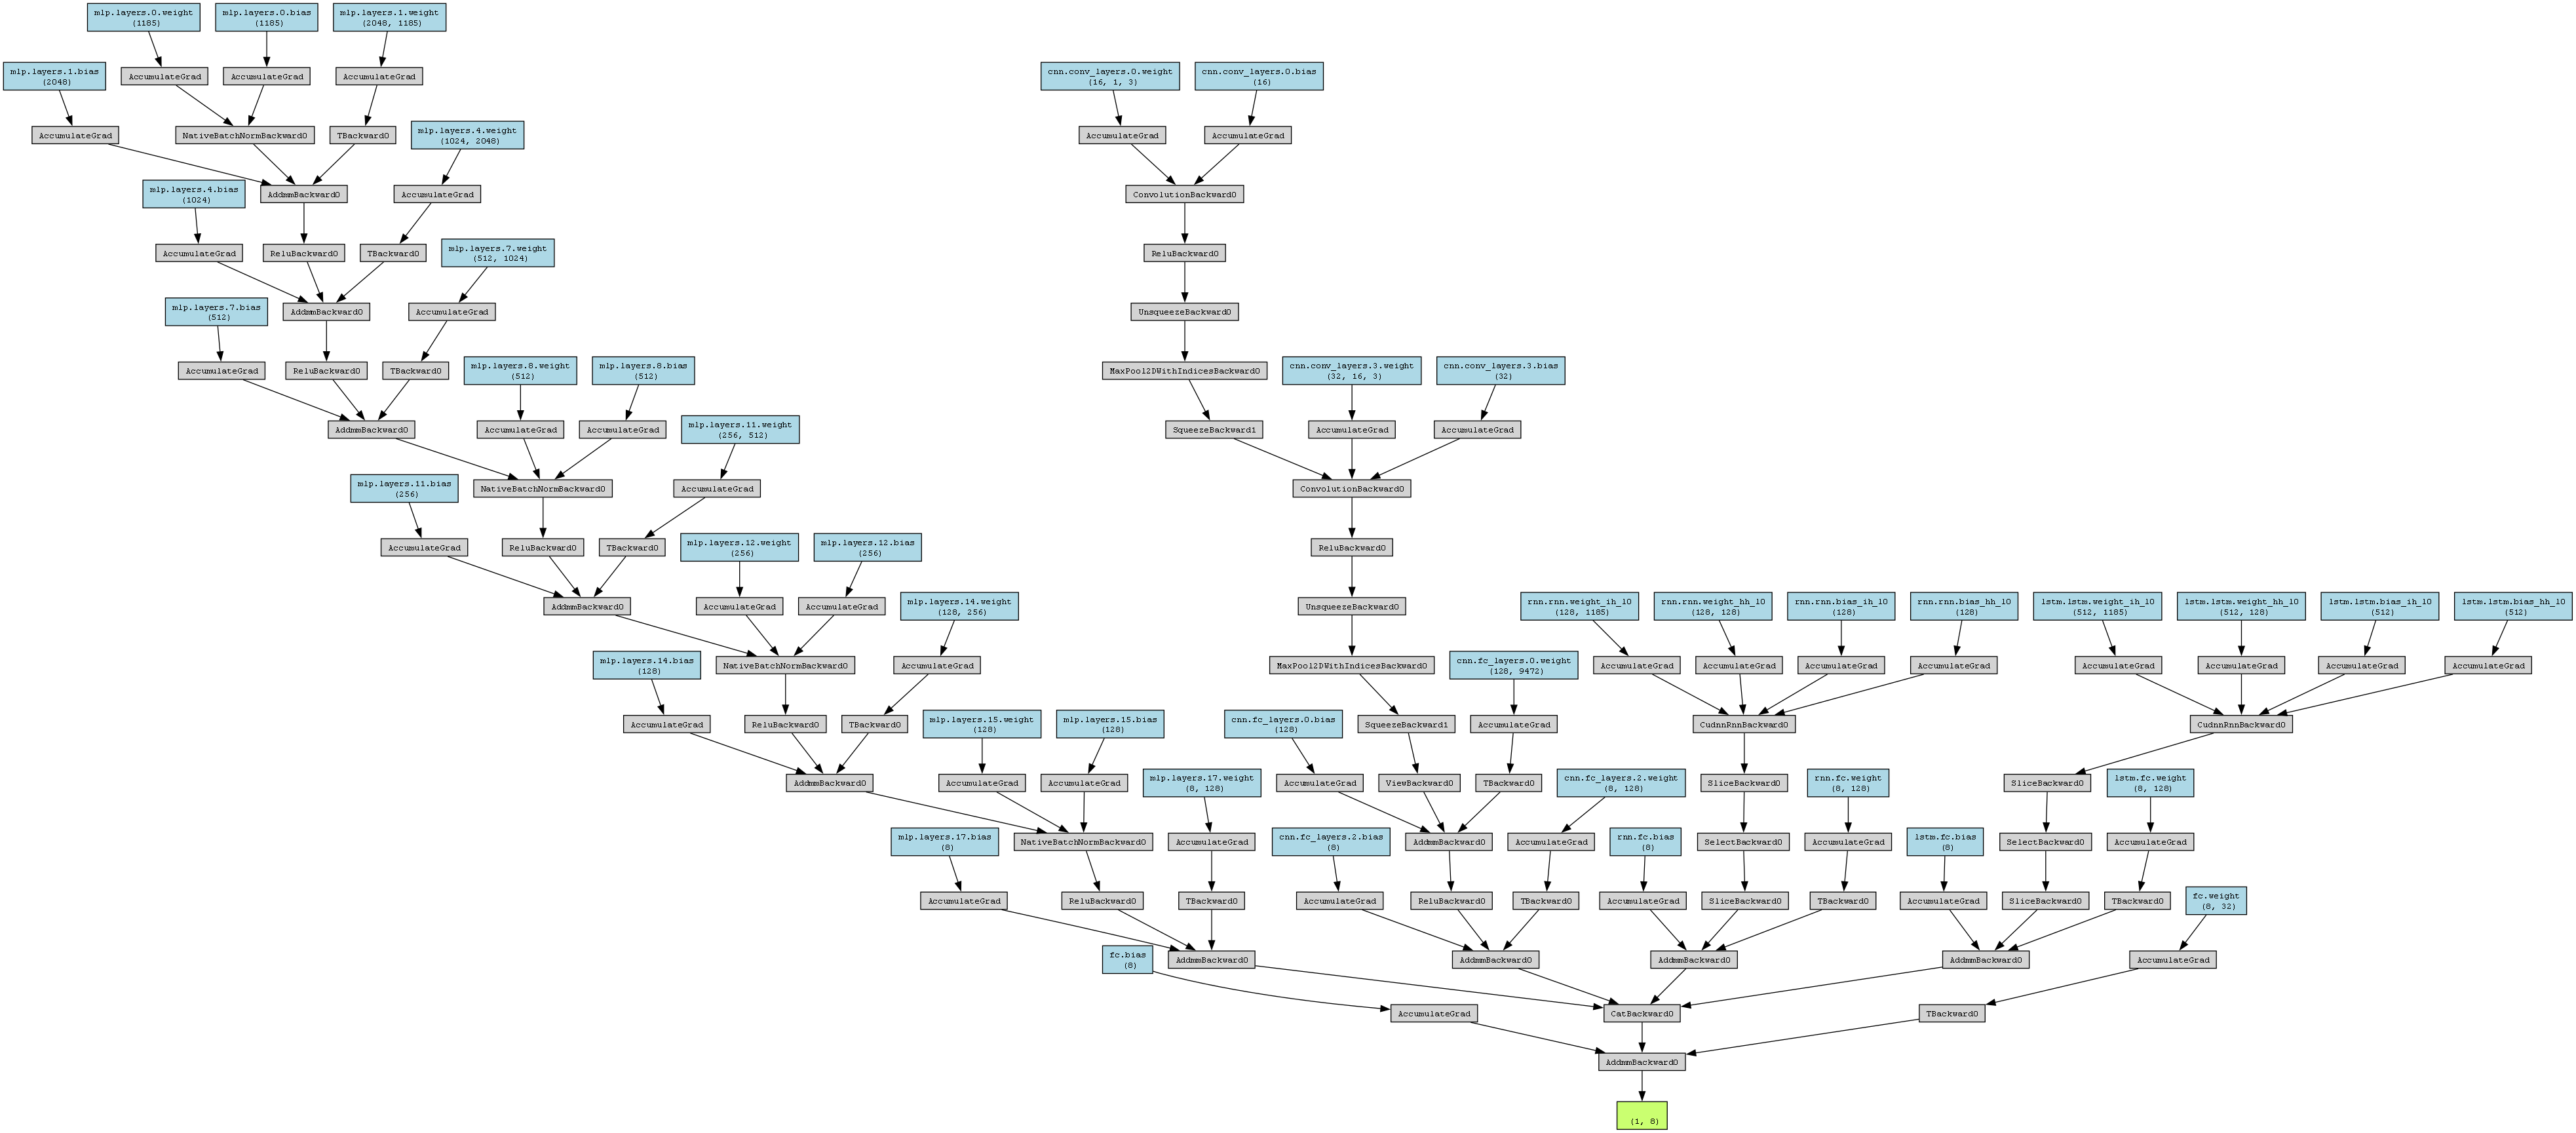 mlp.layers.0.weight
(1185)
mlp.layers.0.bias
(1185)
mlp.layers.1.weight
(2048, 1185)
mlp.layers.1.bias
(2048)
AccumulateGrad
AccumulateGrad
AccumulateGrad
cnn.conv_layers.0.weight
(16, 1, 3)
cnn.conv_layers.0.bias
(16)
AccumulateGrad
NativeBatchNormBackward0
TBackward0
mlp.layers.4.weight
(1024, 2048)
AccumulateGrad
AccumulateGrad
mlp.layers.4.bias
(1024)
AddmmBackward0
AccumulateGrad
ConvolutionBackward0
AccumulateGrad
ReluBackward0
TBackward0
mlp.layers.7.weight
(512, 1024)
ReluBackward0
mlp.layers.7.bias
(512)
AddmmBackward0
AccumulateGrad
UnsqueezeBackward0
AccumulateGrad
ReluBackward0
TBackward0
mlp.layers.8.weight
(512)
mlp.layers.8.bias
(512)
MaxPool2DWithIndicesBackward0
cnn.conv_layers.3.weight
(32, 16, 3)
cnn.conv_layers.3.bias
(32)
AddmmBackward0
AccumulateGrad
AccumulateGrad
mlp.layers.11.weight
(256, 512)
SqueezeBackward1
AccumulateGrad
AccumulateGrad
mlp.layers.11.bias
(256)
NativeBatchNormBackward0
AccumulateGrad
ConvolutionBackward0
AccumulateGrad
ReluBackward0
TBackward0
mlp.layers.12.weight
(256)
mlp.layers.12.bias
(256)
ReluBackward0
AddmmBackward0
AccumulateGrad
AccumulateGrad
mlp.layers.14.weight
(128, 256)
UnsqueezeBackward0
rnn.rnn.weight_ih_l0
(128, 1185)
rnn.rnn.weight_hh_l0
(128, 128)
rnn.rnn.bias_ih_l0
(128)
rnn.rnn.bias_hh_l0
(128)
lstm.lstm.weight_ih_l0
(512, 1185)
lstm.lstm.weight_hh_l0
(512, 128)
lstm.lstm.bias_ih_l0
(512)
lstm.lstm.bias_hh_l0
(512)
mlp.layers.14.bias
(128)
NativeBatchNormBackward0
AccumulateGrad
MaxPool2DWithIndicesBackward0
cnn.fc_layers.0.weight
(128, 9472)
AccumulateGrad
AccumulateGrad
AccumulateGrad
AccumulateGrad
AccumulateGrad
AccumulateGrad
AccumulateGrad
AccumulateGrad
AccumulateGrad
ReluBackward0
TBackward0
mlp.layers.15.weight
(128)
mlp.layers.15.bias
(128)
cnn.fc_layers.0.bias
(128)
SqueezeBackward1
AccumulateGrad
CudnnRnnBackward0
CudnnRnnBackward0
AddmmBackward0
AccumulateGrad
AccumulateGrad
mlp.layers.17.weight
(8, 128)
AccumulateGrad
ViewBackward0
TBackward0
cnn.fc_layers.2.weight
(8, 128)
SliceBackward0
rnn.fc.weight
(8, 128)
SliceBackward0
lstm.fc.weight
(8, 128)
mlp.layers.17.bias
(8)
NativeBatchNormBackward0
AccumulateGrad
cnn.fc_layers.2.bias
(8)
AddmmBackward0
AccumulateGrad
rnn.fc.bias
(8)
SelectBackward0
AccumulateGrad
lstm.fc.bias
(8)
SelectBackward0
AccumulateGrad
AccumulateGrad
ReluBackward0
TBackward0
AccumulateGrad
ReluBackward0
TBackward0
AccumulateGrad
SliceBackward0
TBackward0
AccumulateGrad
SliceBackward0
TBackward0
fc.weight
(8, 32)
fc.bias
(8)
AddmmBackward0
AddmmBackward0
AddmmBackward0
AddmmBackward0
AccumulateGrad
AccumulateGrad
CatBackward0
TBackward0
AddmmBackward0
(1, 8)